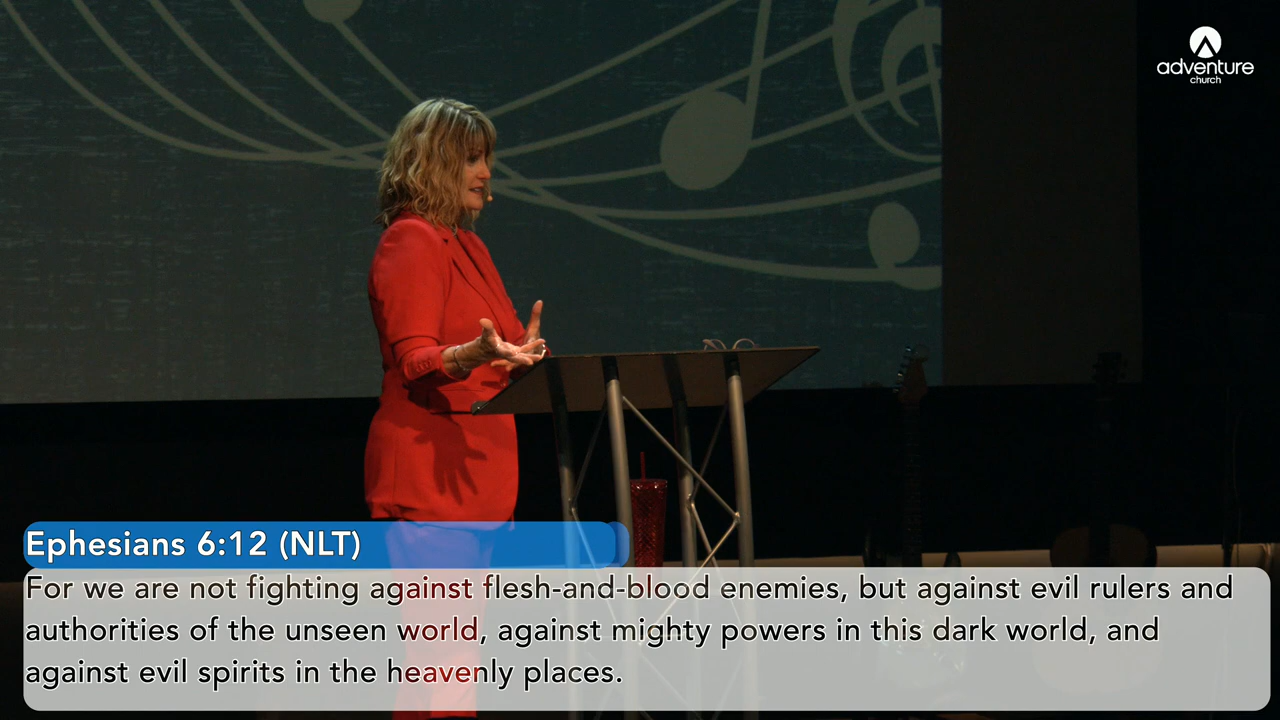 adventure
church
Ephesians 6:12 (NLT)
For we are not fighting against flesh-and-blood enemies, but against evil rulers and
authorities of the unseen world, against mighty powers in this dark world, and
against evil spirits in the heavenly places.